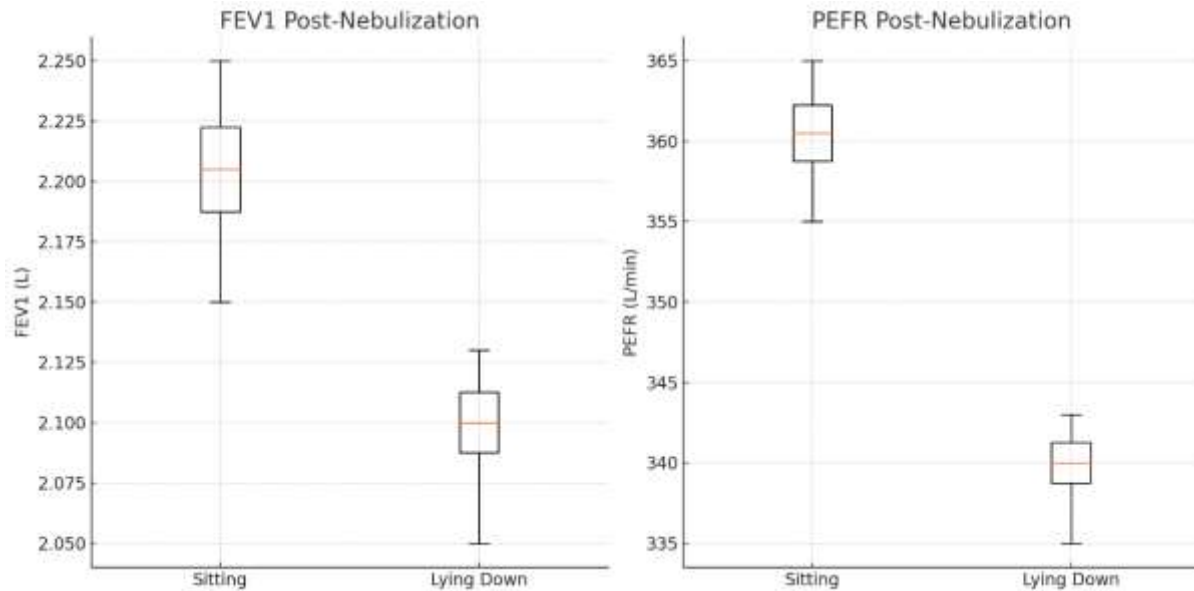 FEV1 Post-Nebulization
2.250
2.225
2.200
2.175
2.150
2.125
2.100
2.075
2.050
FEV1 (L)
Sitting
Lying Down
PEFR Post-Nebulization
365
360
355
350
345
340
335
PEFR (L/min)
Sitting
Lying Down